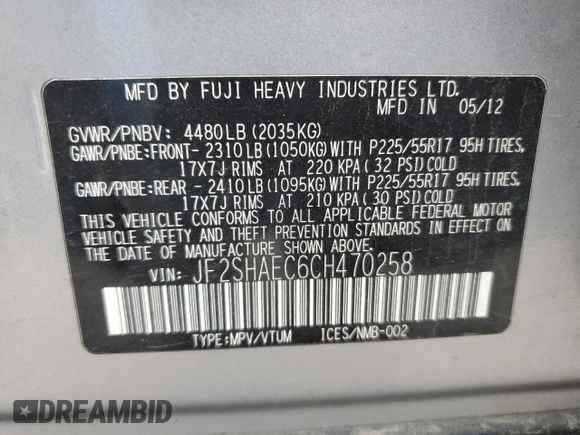 MFD BY FUJI HEAVY INDUSTRIES LTD.
MFD IN 05/12
GVWR/PNBV: 4480LB (2035KG)
GAWR/PNBE:FRONT- 2310 LB (1050KG) WITH P225/55R17 95H TIRES,
17X7J RIMS AT 220 KPA ( 32 PSI) COLD
GAWR/PNBE:REAR - 2410 LB (1095KG) WITH P225/55R17 95H TIRES,
17X7J RIMS AT 210 KPA ( 30 PSI) COLD
THIS VEHICLE CONFORMS TO ALL APPLICABLE FEDERAL MOTOR
VEHICLE SAFETY AND THEFT PREVENTION STANDARDS IN EFFECT ON
THE DATE OF MANUFACTURE SHOWN ABOVE.
VIN: JF2SHAEC6CH470258
TYPE:MPV/VTUM ICES/NMB-002
DREAMBID